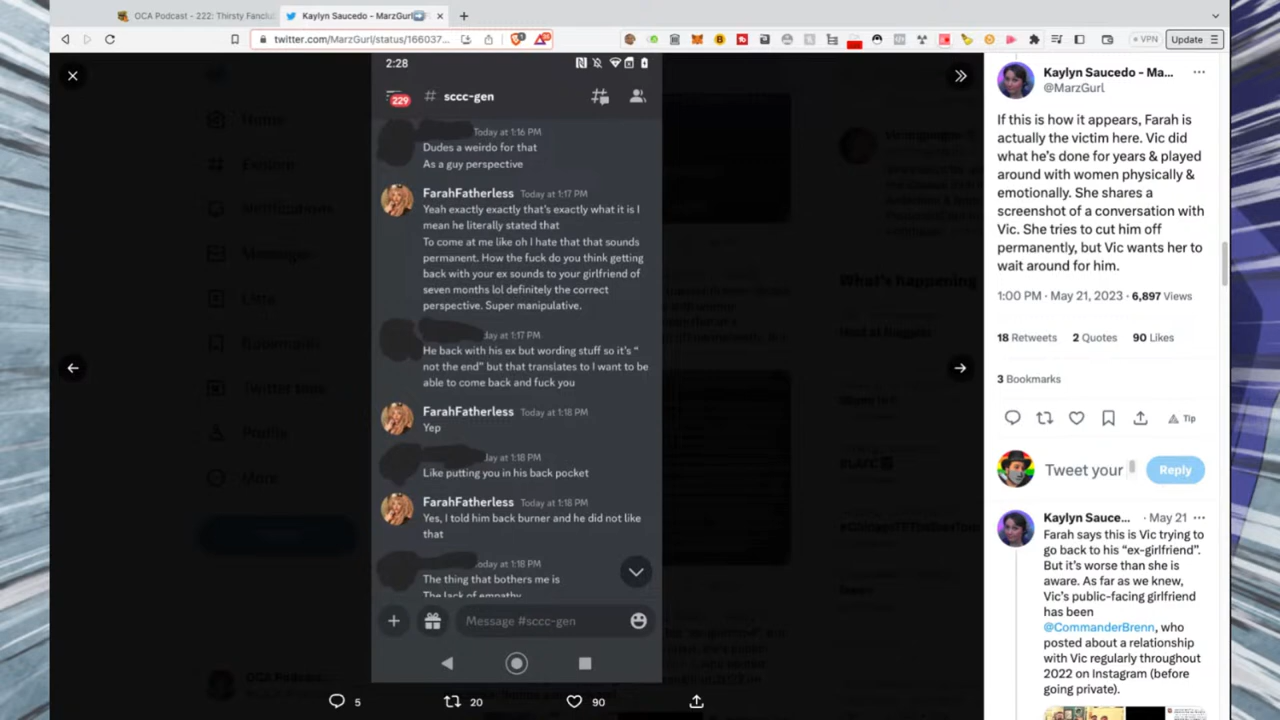 OCA Podcast - 222: Thirsty Fanclu
Kaylyn Saucedo - MarzGurl
twitter.com/MarzGurl/status/166037...
VPN
Update
2:28
229
# sccc-gen
Today at 1:16 PM
Dudes a weirdo for that
As a guy perspective
FarahFatherless Today at 1:17 PM
Yeah exactly exactly that's exactly what it is I
mean he literally stated that
To come at me like oh I hate that that sounds
permanent. How the fuck do you think getting
back with your ex sounds to your girlfriend of
seven months lol definitely the correct
perspective. Super manipulative.
day at 1:17 PM
He back with his ex but wording stuff so it's "
not the end" but that translates to I want to be
able to come back and fuck you
FarahFatherless Today at 1:18 PM
Yep
day at 1:18 PM
Like putting you in his back pocket
FarahFatherless Today at 1:18 PM
Yes, I told him back burner and he did not like
that
oday at 1:18 PM
The thing that bothers me is
The lack of empathy
Message #sccc-gen
5
20
90
Home
Explore
Notifications
Messages
Lists
Bookmarks
Twitter Blue
Profile
More
OCA Podcast
What's happening
Kaylyn Saucedo - Ma...
@MarzGurl
If this is how it appears, Farah is
actually the victim here. Vic did
what he's done for years & played
around with women physically &
emotionally. She shares a
screenshot of a conversation with
Vic. She tries to cut him off
permanently, but Vic wants her to
wait around for him.
1:00 PM · May 21, 2023 · 6,897 Views
18 Retweets 2 Quotes 90 Likes
3 Bookmarks
Tip
Tweet your
Reply
Kaylyn Sauce... · May 21
Farah says this is Vic trying to
go back to his "ex-girlfriend".
But it's worse than she is
aware. As far as we knew,
Vic's public-facing girlfriend
has been
@CommanderBrenn, who
posted about a relationship
with Vic regularly throughout
2022 on Instagram (before
going private).